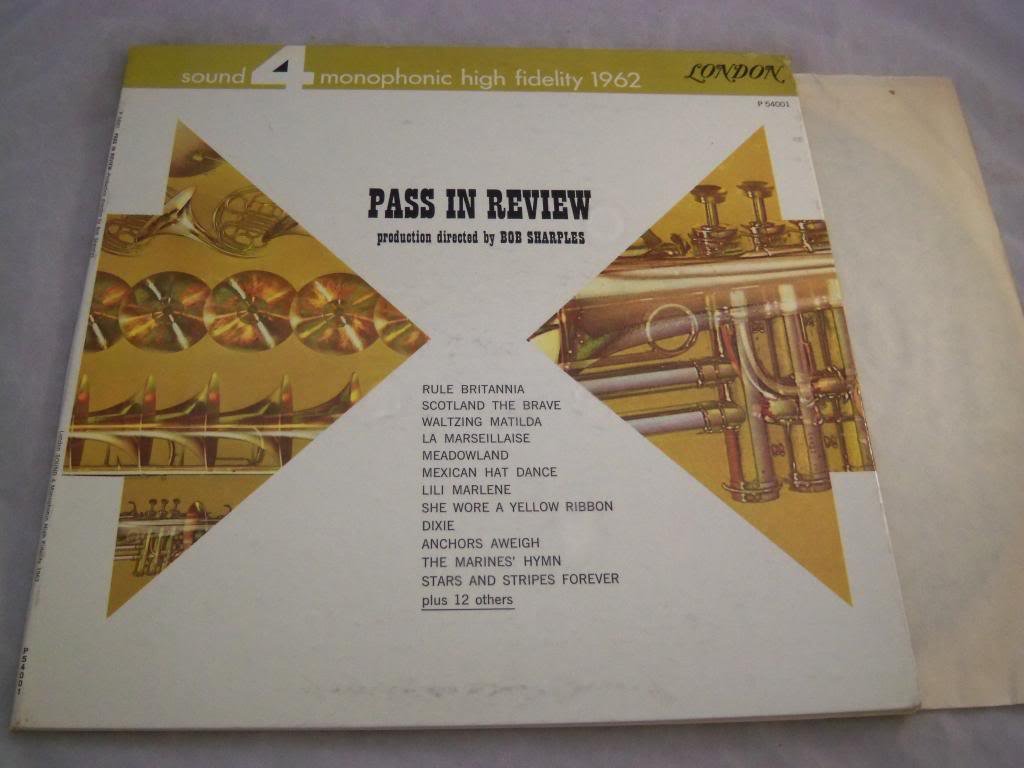 sound 4 monophonic high fidelity 1962
LONDON
P 54001
PASS IN REVIEW
production directed by BOB SHARPLES
RULE BRITANNIA
SCOTLAND THE BRAVE
WALTZING MATILDA
LA MARSEILLAISE
MEADOWLAND
MEXICAN HAT DANCE
LILI MARLENE
SHE WORE A YELLOW RIBBON
DIXIE
ANCHORS AWEIGH
THE MARINES' HYMN
STARS AND STRIPES FOREVER
plus 12 others
P54001